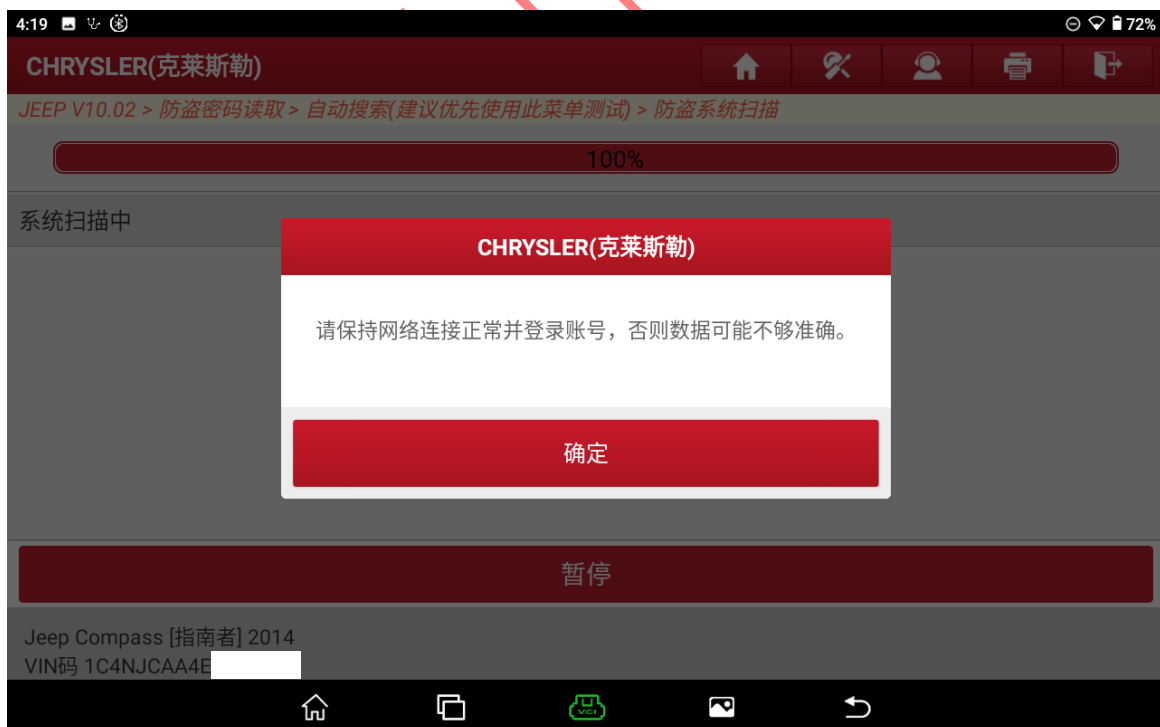 4:19
72%
CHRYSLER(克莱斯勒)
JEEP V10.02 > 防盗密码读取 > 自动搜索(建议优先使用此菜单测试) > 防盗系统扫描
100%
系统扫描中
CHRYSLER(克莱斯勒)
请保持网络连接正常并登录账号，否则数据可能不够准确。
确定
暂停
Jeep Compass [指南者] 2014
VIN码 1C4NJCAA4E
VCI